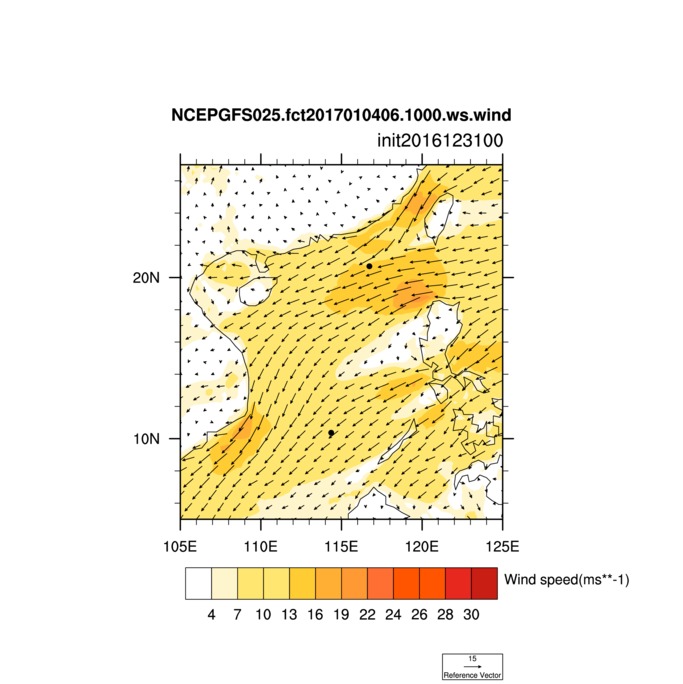 NCEPGFS025.fct2017010406.1000.ws.wind
init2016123100
20N
10N
105E 110E 115E 120E 125E
4 7 10 13 16 19 22 24 26 28 30
Wind speed(ms**-1)
15
Reference Vector